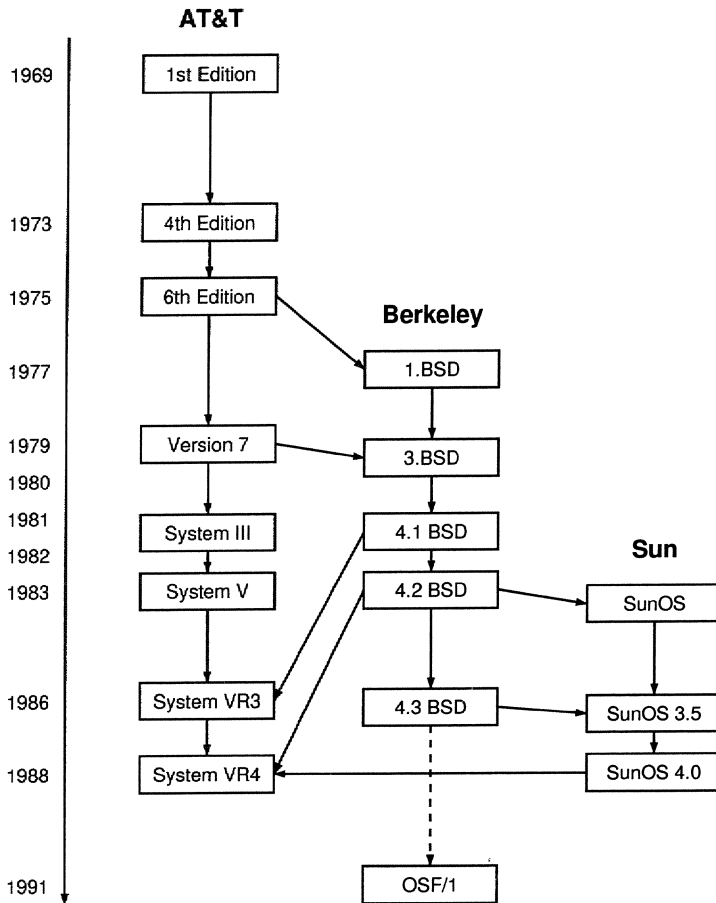 AT&T
1969
1st Edition
1973
4th Edition
1975
6th Edition
Berkeley
1977
1.BSD
1979
Version 7
3.BSD
1980
1981
System III
4.1 BSD
Sun
1982
1983
System V
4.2 BSD
SunOS
1986
System VR3
4.3 BSD
SunOS 3.5
1988
System VR4
SunOS 4.0
1991
OSF/1